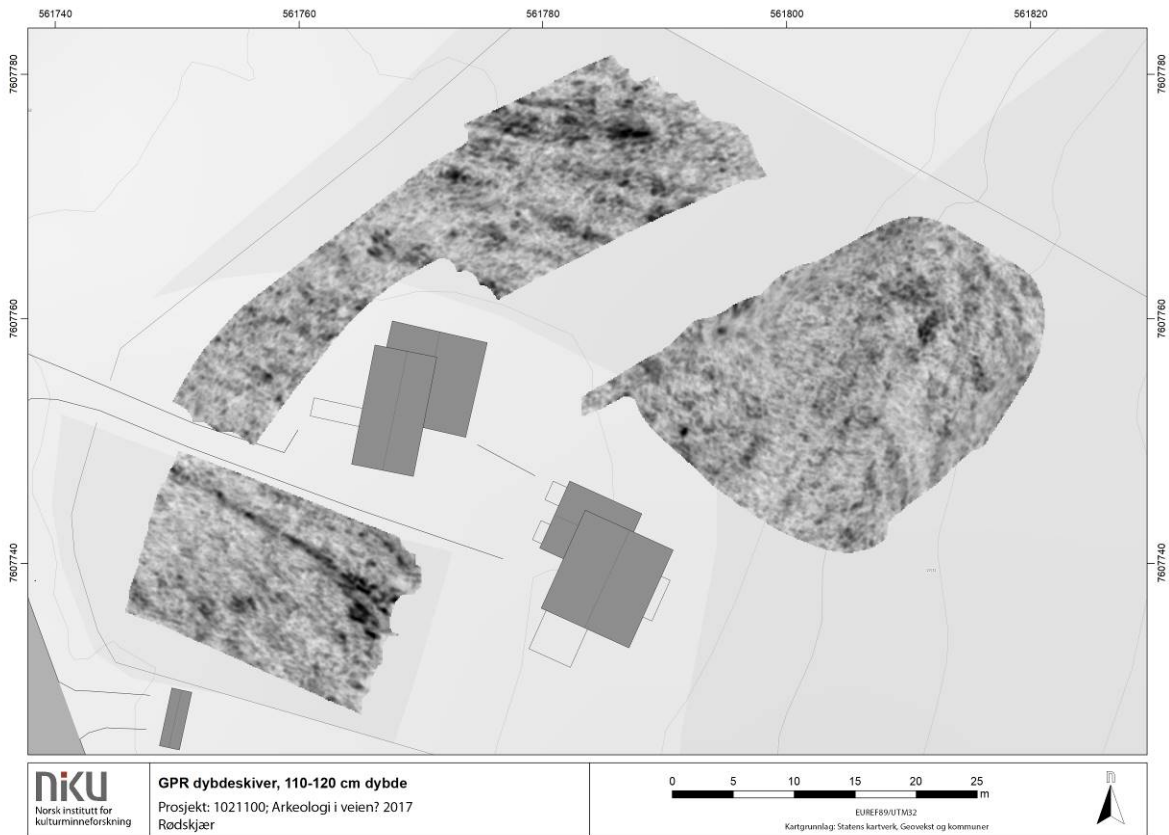 561740 561760 561780 561800 561820
7607780 7607780
7607760 7607760
7607740 7607740
niku
Norsk institutt for
kulturminneforskning
GPR dybdeskiver, 110-120 cm dybde
Prosjekt: 1021100; Arkeologi i veien? 2017
Rødskjær
0 5 10 15 20 25
m
EUREF89/UTM32
Kartgrunnlag: Statens kartverk, Geovekst og kommuner
n